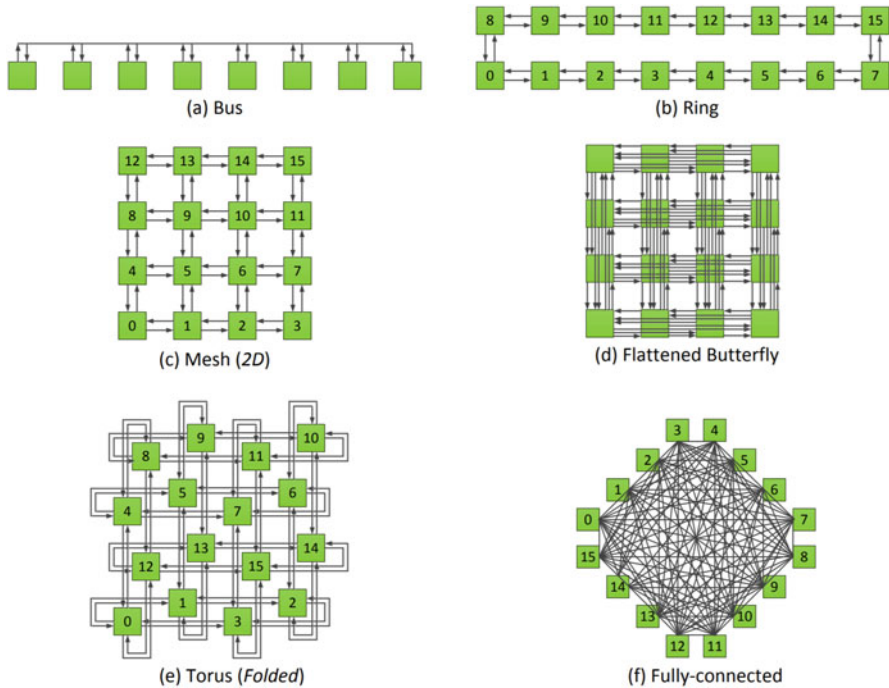 (a) Bus
8 9 10 11 12 13 14 15
0 1 2 3 4 5 6 7
(b) Ring
12 13 14 15
8 9 10 11
4 5 6 7
0 1 2 3
(c) Mesh (2D)
(d) Flattened Butterfly
9 10
8 11
5 6
4 7
13 14
12 15
1 2
0 3
(e) Torus (Folded)
3 4
2 5
1 6
0 7
15 8
14 9
13 10
12 11
(f) Fully-connected